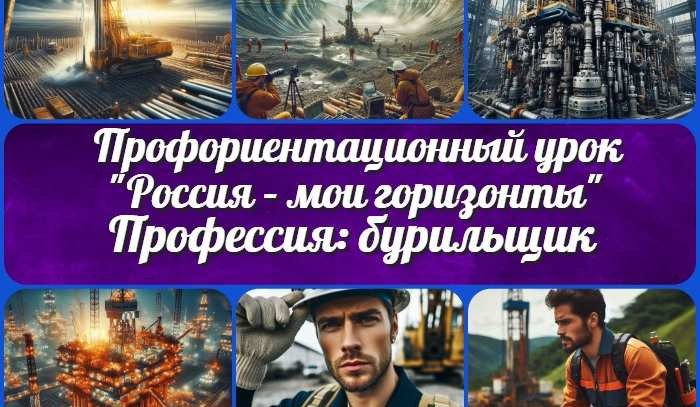 Профориентационный урок
"Россия – мои горизонты"
Профессия: бурильщик